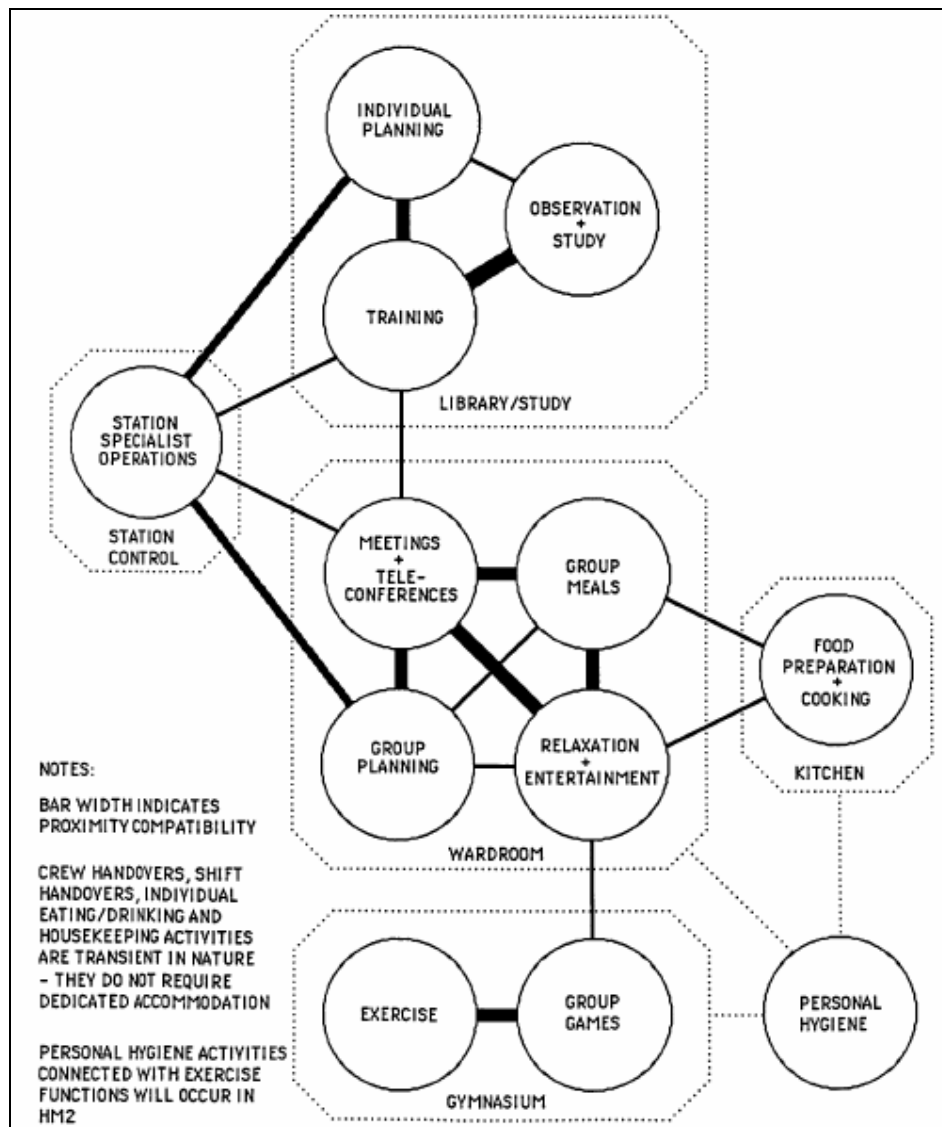 INDIVIDUAL
PLANNING
OBSERVATION
+
STUDY
TRAINING
LIBRARY/STUDY
STATION
SPECIALIST
OPERATIONS
STATION
CONTROL
MEETINGS
+
TELE-
CONFERENCES
GROUP
MEALS
GROUP
PLANNING
RELAXATION
+
ENTERTAINMENT
WARDROOM
FOOD
PREPARATION
+
COOKING
KITCHEN
NOTES:
BAR WIDTH INDICATES
PROXIMITY COMPATIBILITY
CREW HANDOVERS, SHIFT
HANDOVERS, INDIVIDUAL
EATING/DRINKING AND
HOUSEKEEPING ACTIVITIES
ARE TRANSIENT IN NATURE
- THEY DO NOT REQUIRE
DEDICATED ACCOMMODATION
PERSONAL HYGIENE ACTIVITIES
CONNECTED WITH EXERCISE
FUNCTIONS WILL OCCUR IN
HM2
EXERCISE
GROUP
GAMES
GYMNASIUM
PERSONAL
HYGIENE